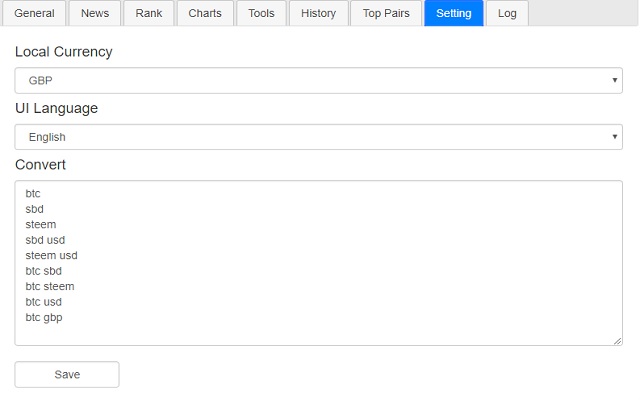 General News Rank Charts Tools History Top Pairs Setting Log
Local Currency
GBP
UI Language
English
Convert
btc
sbd
steem
sbd usd
steem usd
btc sbd
btc steem
btc usd
btc gbp
Save